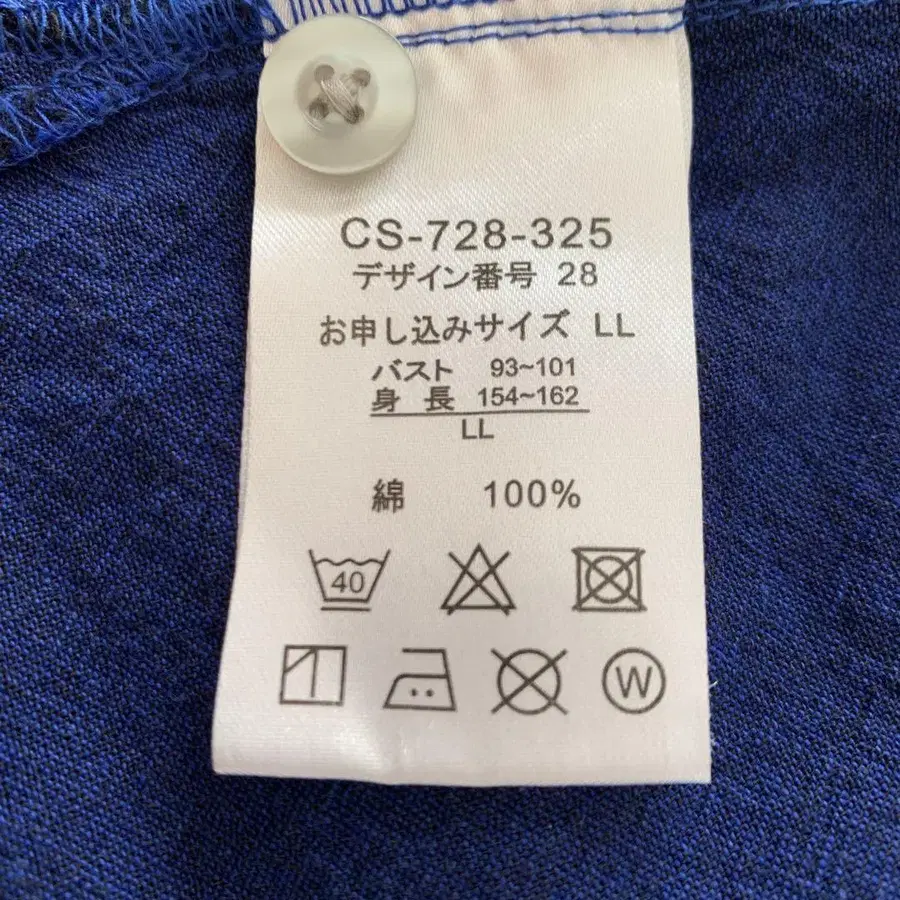 CS-728-325
デザイン番号 28
お申し込みサイズ LL
バスト 93~101
身長 154~162
LL
綿 100%
40
W